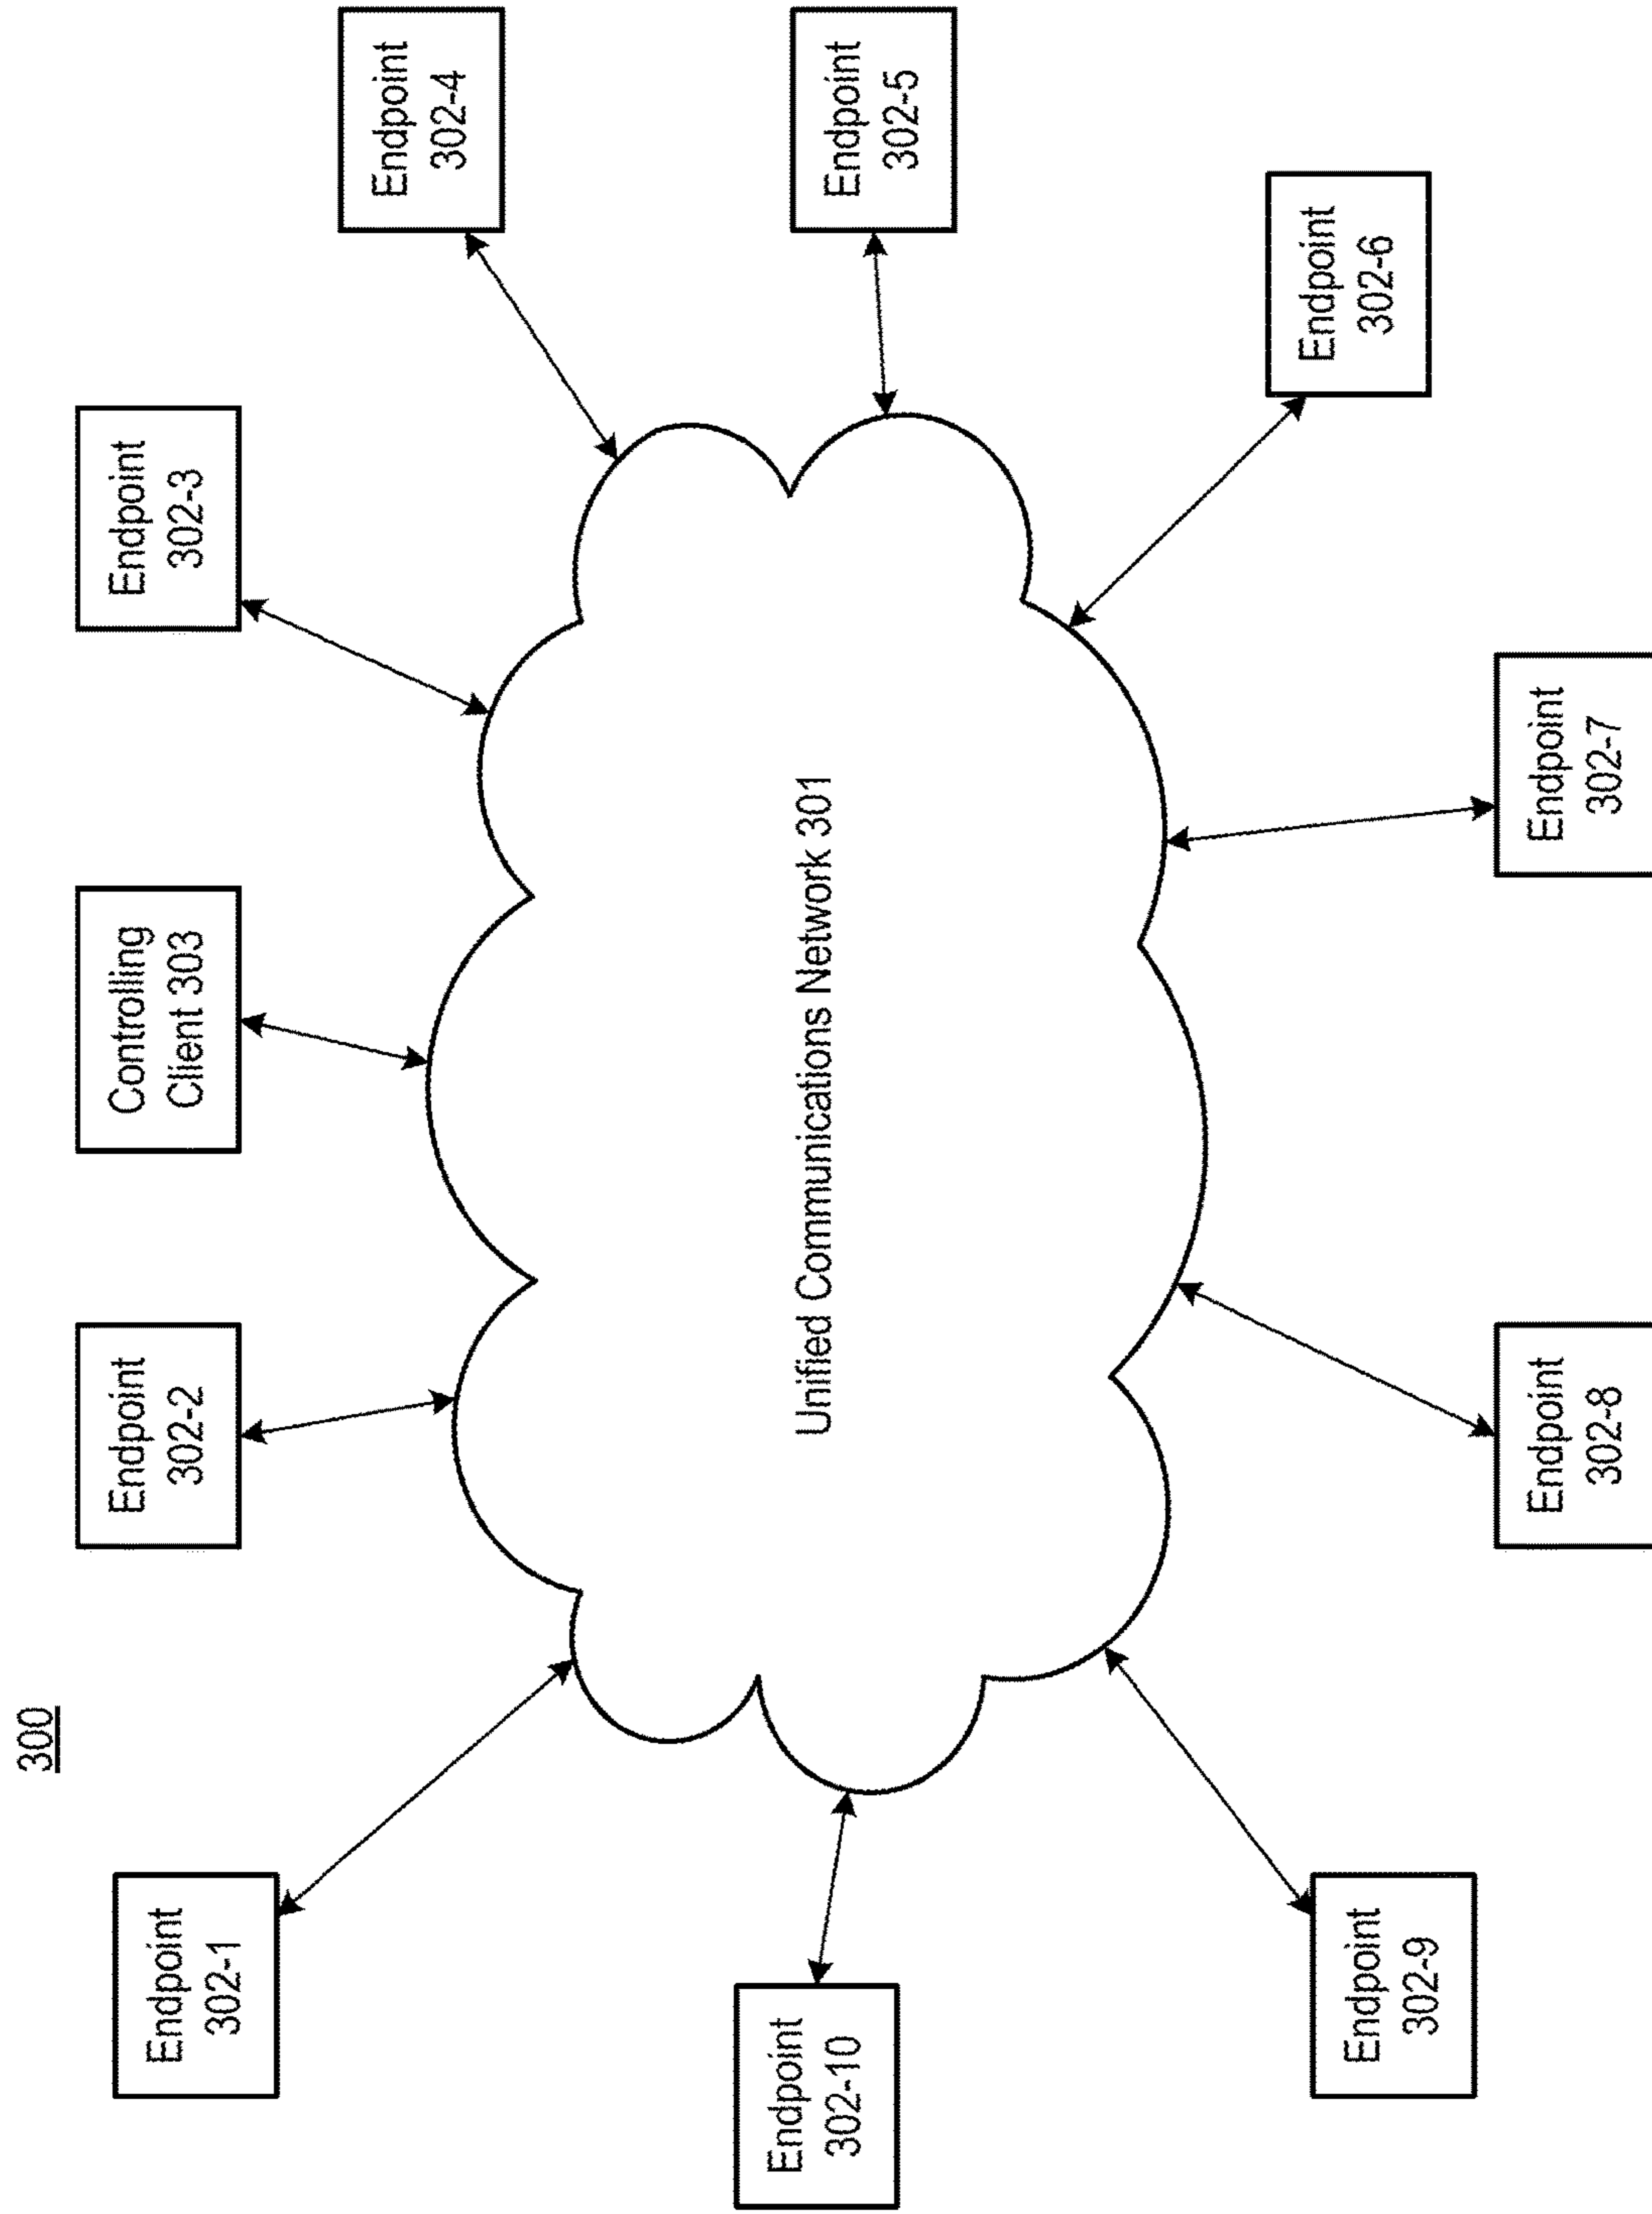 300
Endpoint
302-1
Endpoint
302-2
Controlling
Client 303
Endpoint
302-3
Endpoint
302-4
Endpoint
302-5
Endpoint
302-6
Endpoint
302-7
Endpoint
302-8
Endpoint
302-9
Endpoint
302-10
Unified Communications Network 301